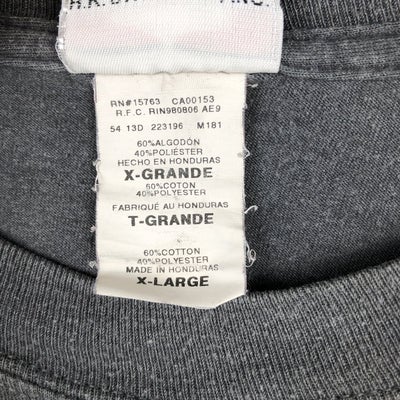 INC.
RN#15763 CA00153
R.F.C. RIN980806 AE9
54 13D 223196 M181
60%ALGODÓN
40%POLIÉSTER
HECHO EN HONDURAS
X-GRANDE
60%COTON
40%POLYESTER
FABRIQUÉ AU HONDURAS
T-GRANDE
60%COTTON
40%POLYESTER
MADE IN HONDURAS
X-LARGE